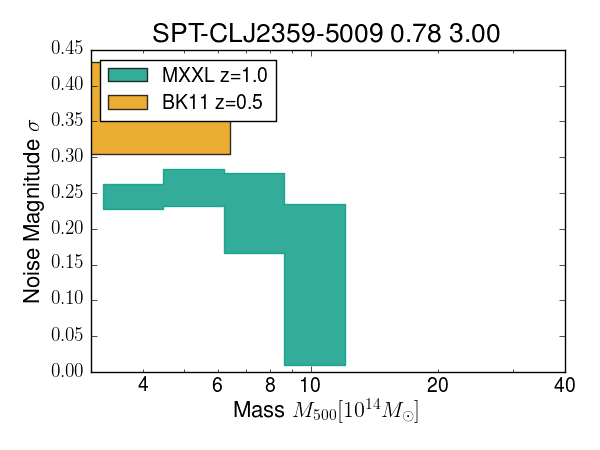 SPT-CLJ2359-5009 0.78 3.00
0.45
0.40
0.35
0.30
0.25
0.20
0.15
0.10
0.05
0.00
Noise Magnitude σ
MXXL z=1.0
BK11 z=0.5
4 6 8 10 20 40
Mass M₅₀₀[10¹⁴M⊙]